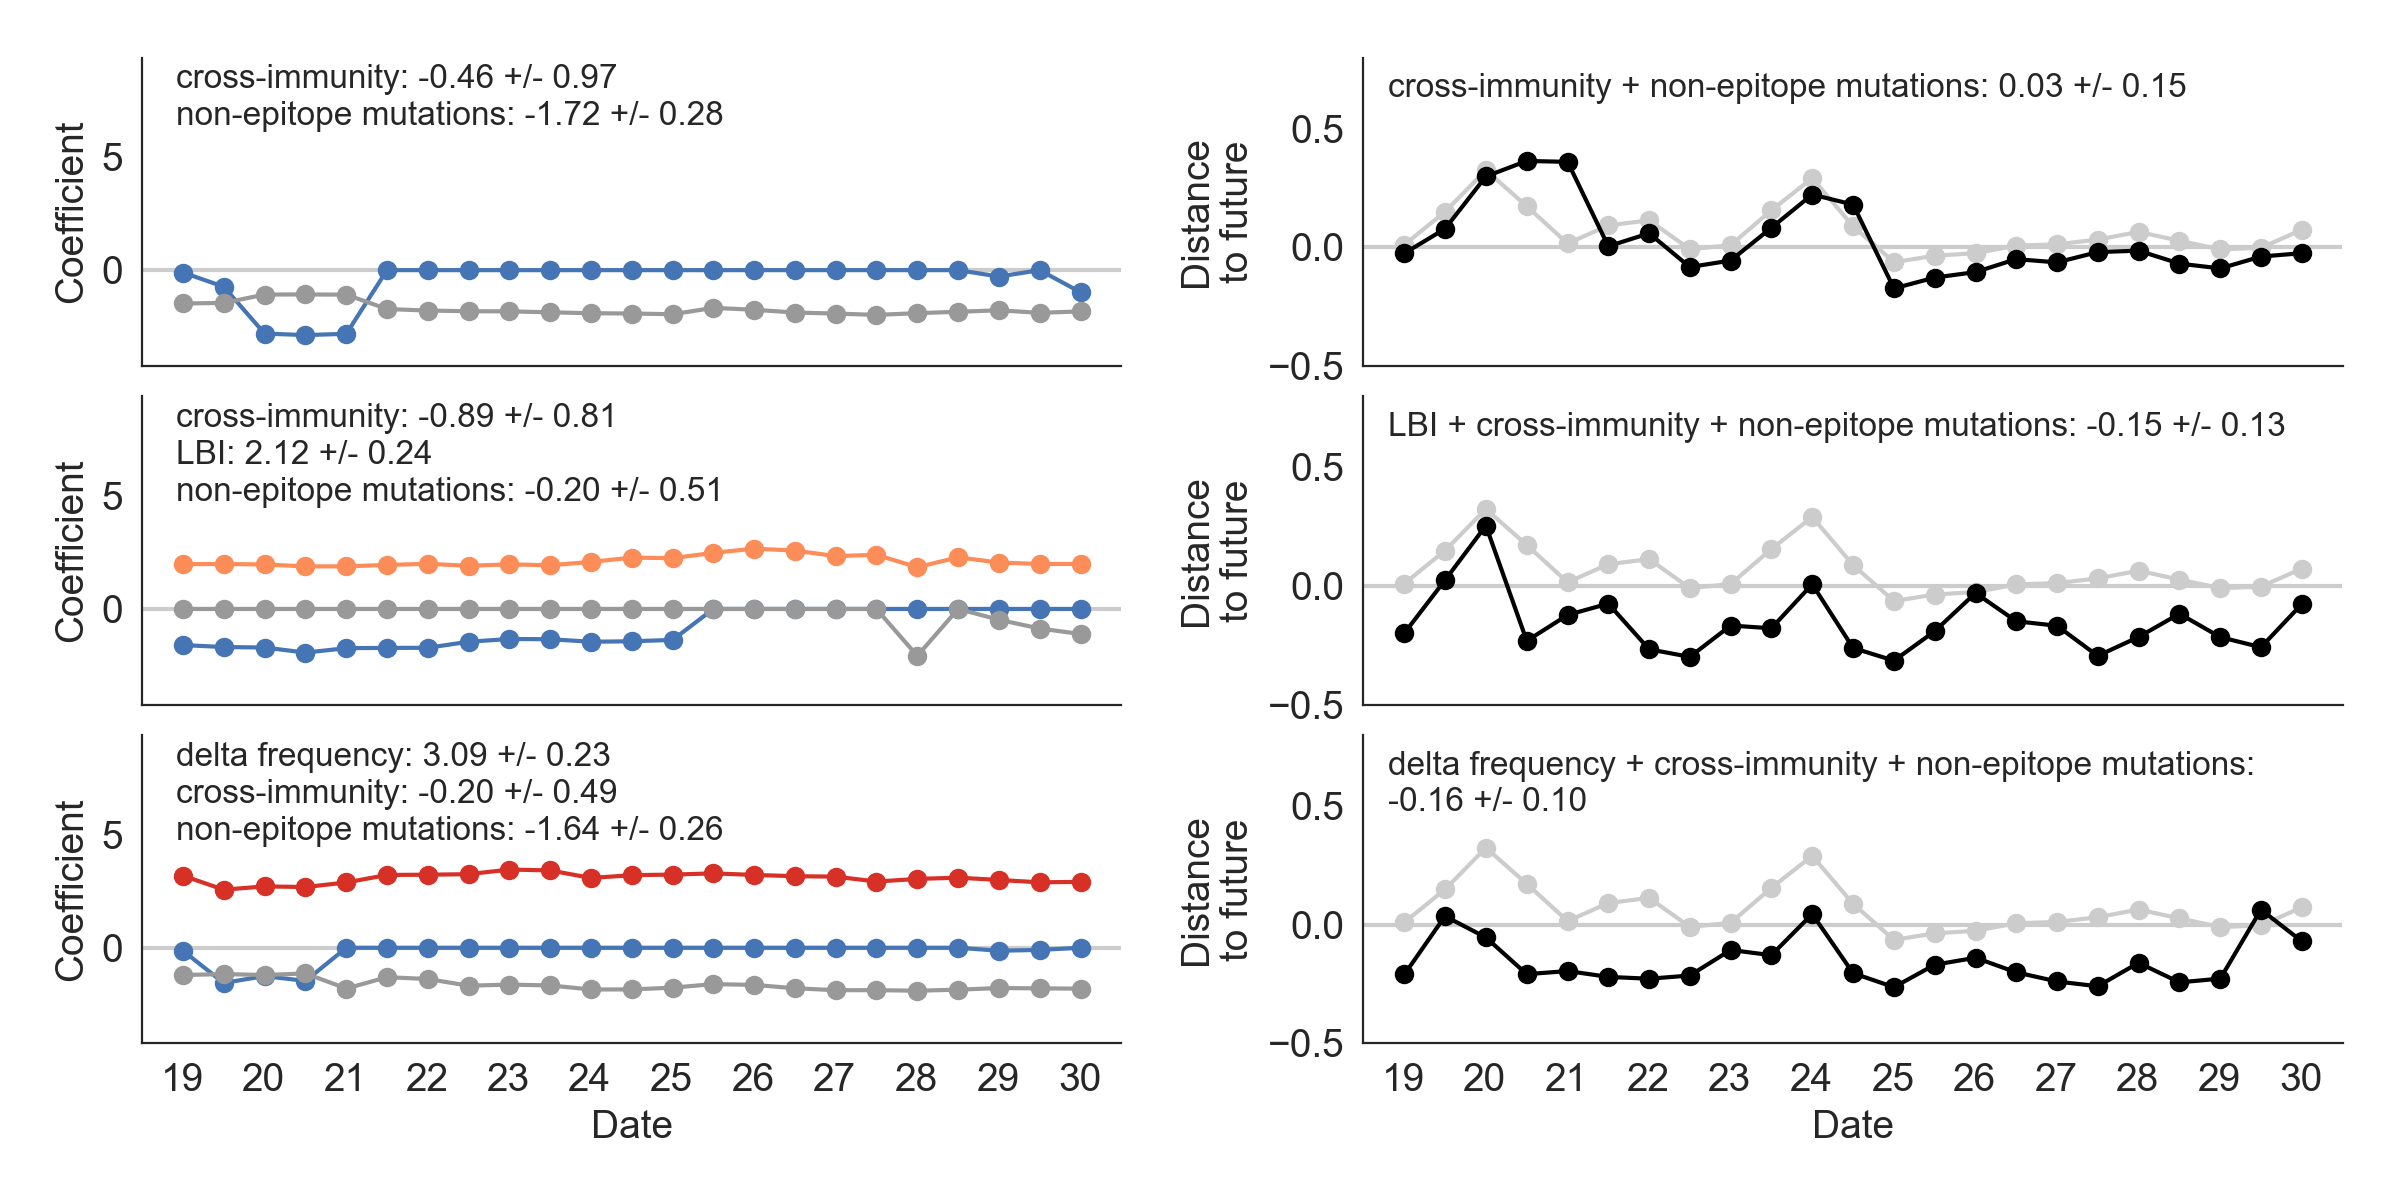 cross-immunity: -0.46 +/- 0.97
non-epitope mutations: -1.72 +/- 0.28
Coefficient
5
0
cross-immunity + non-epitope mutations: 0.03 +/- 0.15
Distance
to future
0.5
0.0
−0.5
cross-immunity: -0.89 +/- 0.81
LBI: 2.12 +/- 0.24
non-epitope mutations: -0.20 +/- 0.51
Coefficient
5
0
LBI + cross-immunity + non-epitope mutations: -0.15 +/- 0.13
Distance
to future
0.5
0.0
−0.5
delta frequency: 3.09 +/- 0.23
cross-immunity: -0.20 +/- 0.49
non-epitope mutations: -1.64 +/- 0.26
Coefficient
5
0
19 20 21 22 23 24 25 26 27 28 29 30
Date
delta frequency + cross-immunity + non-epitope mutations:
-0.16 +/- 0.10
Distance
to future
0.5
0.0
−0.5
19 20 21 22 23 24 25 26 27 28 29 30
Date